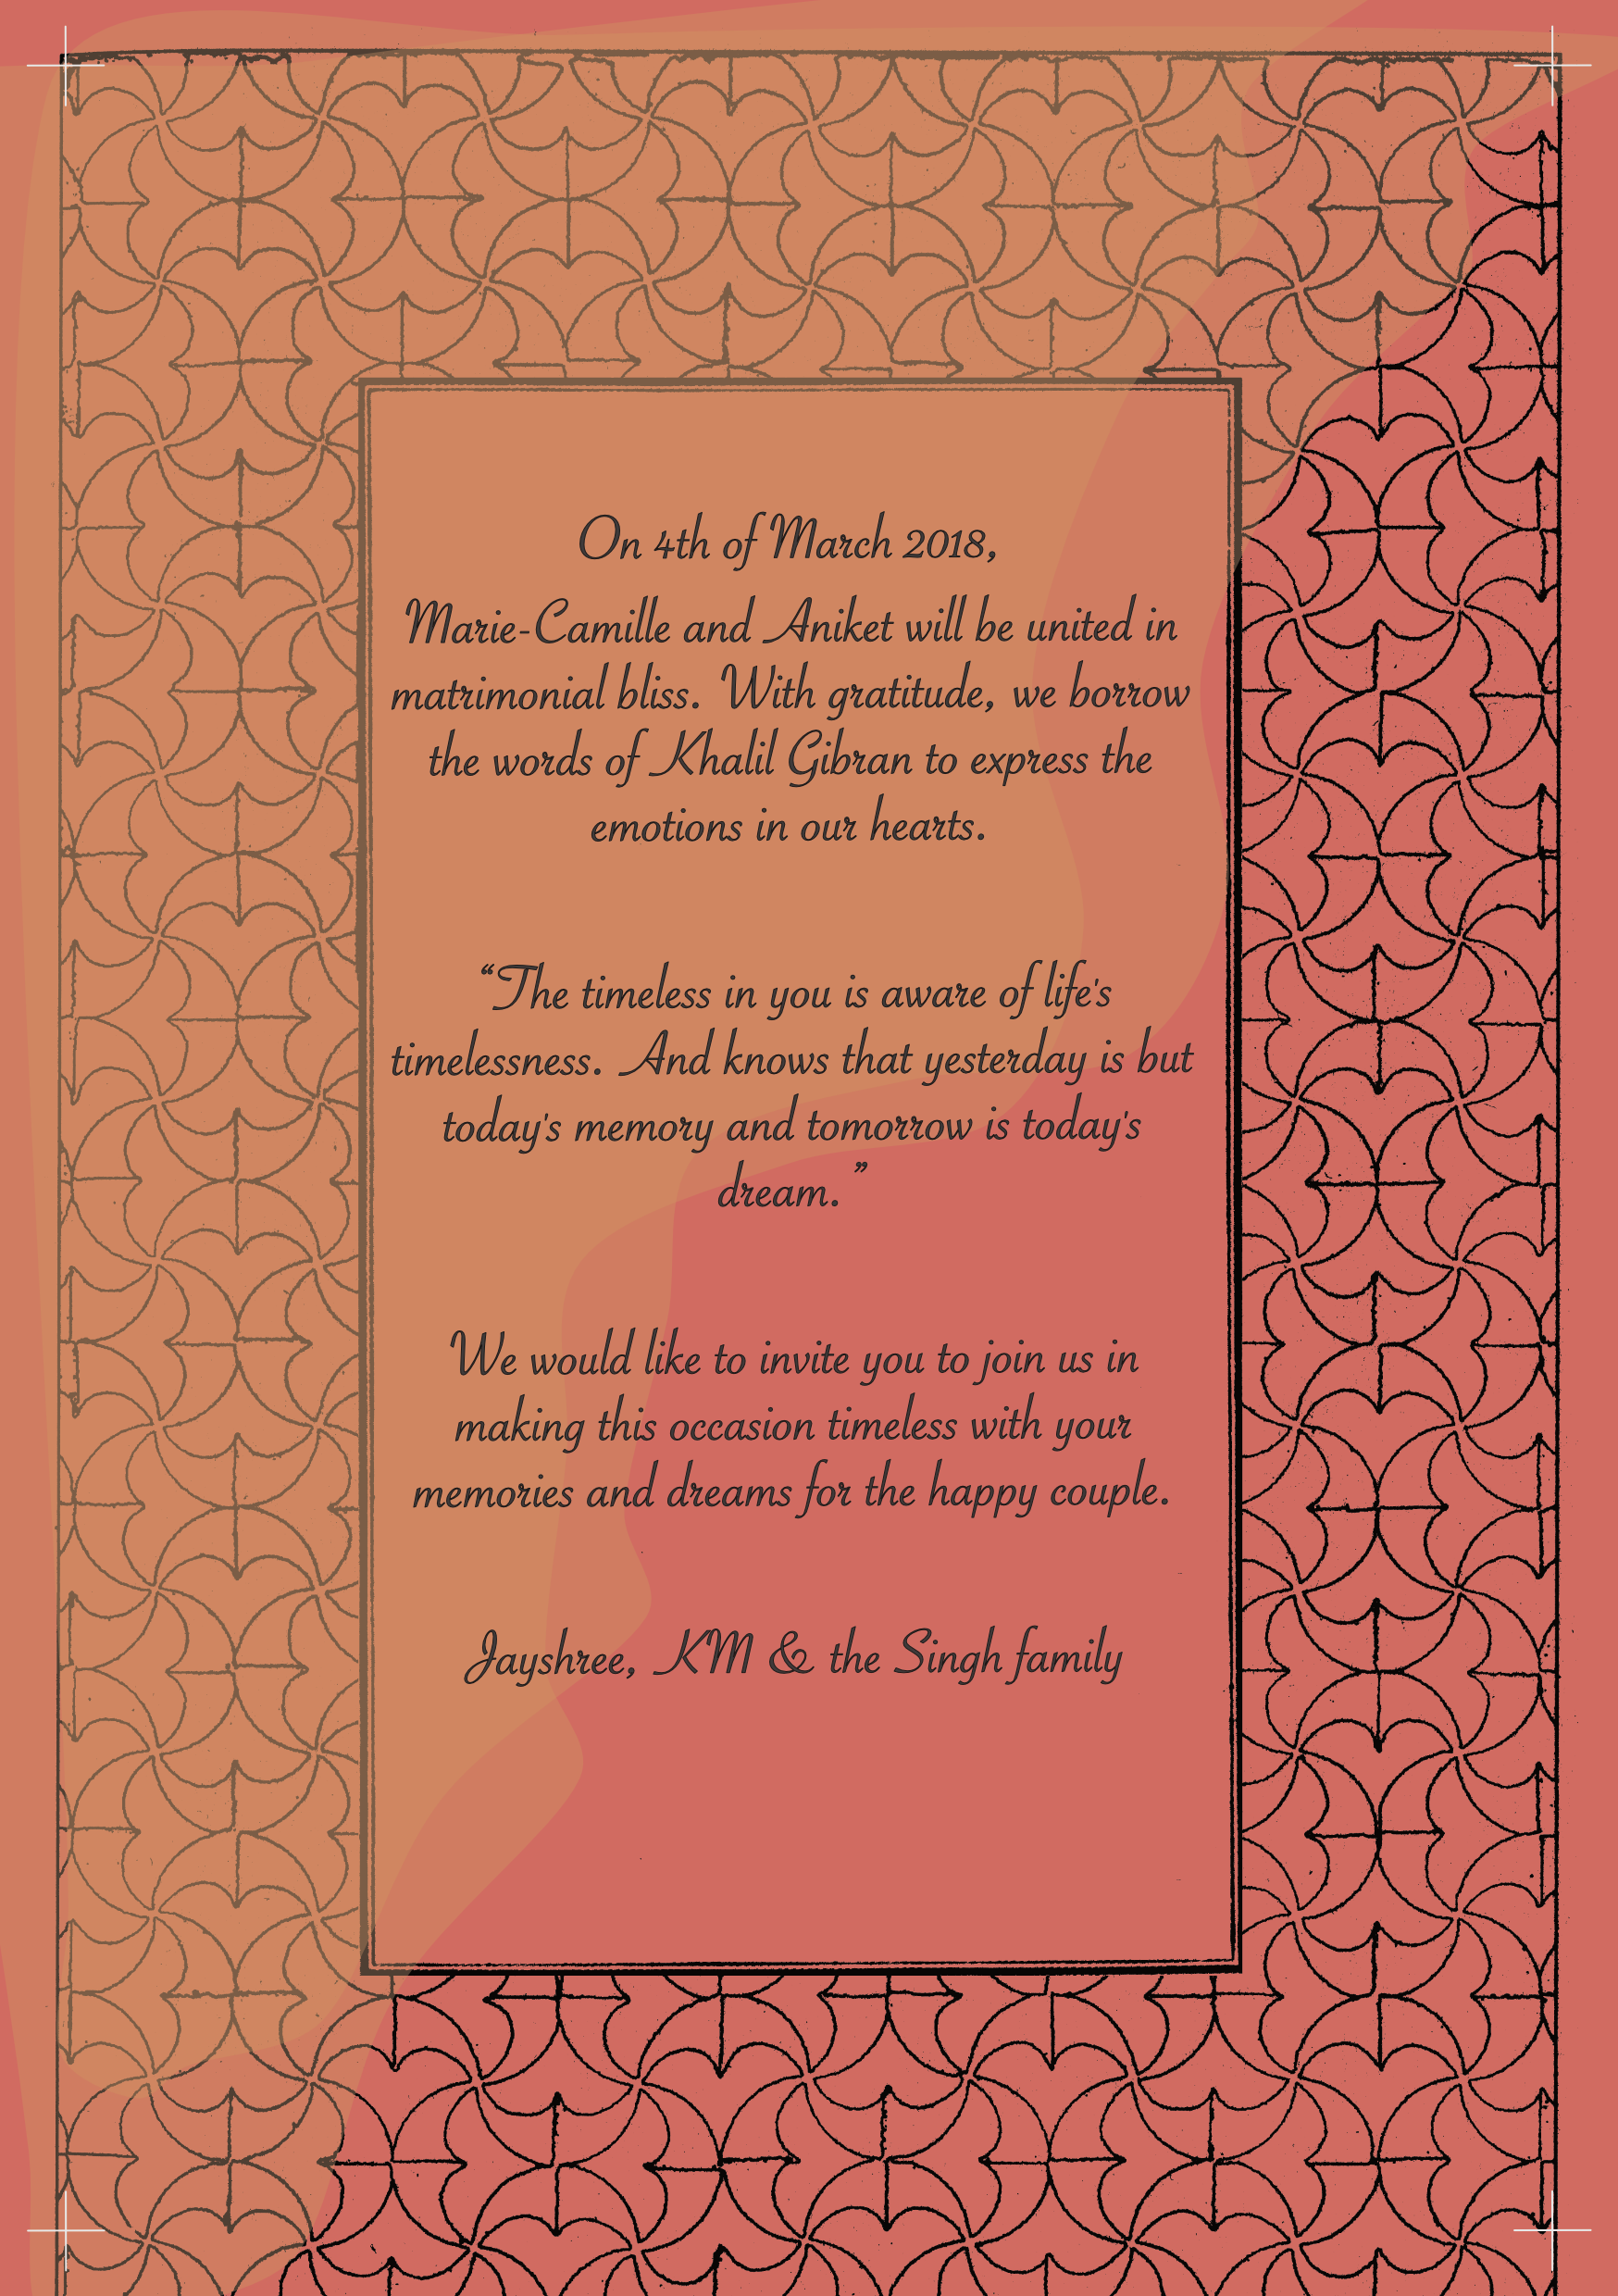 On 4th of March 2018,
Marie-Camille and Aniket will be united in
matrimonial bliss. With gratitude, we borrow
the words of Khalil Gibran to express the
emotions in our hearts.
“The timeless in you is aware of life's
timelessness. And knows that yesterday is but
today's memory and tomorrow is today's
dream.”
We would like to invite you to join us in
making this occasion timeless with your
memories and dreams for the happy couple.
Jayshree, KM & the Singh family